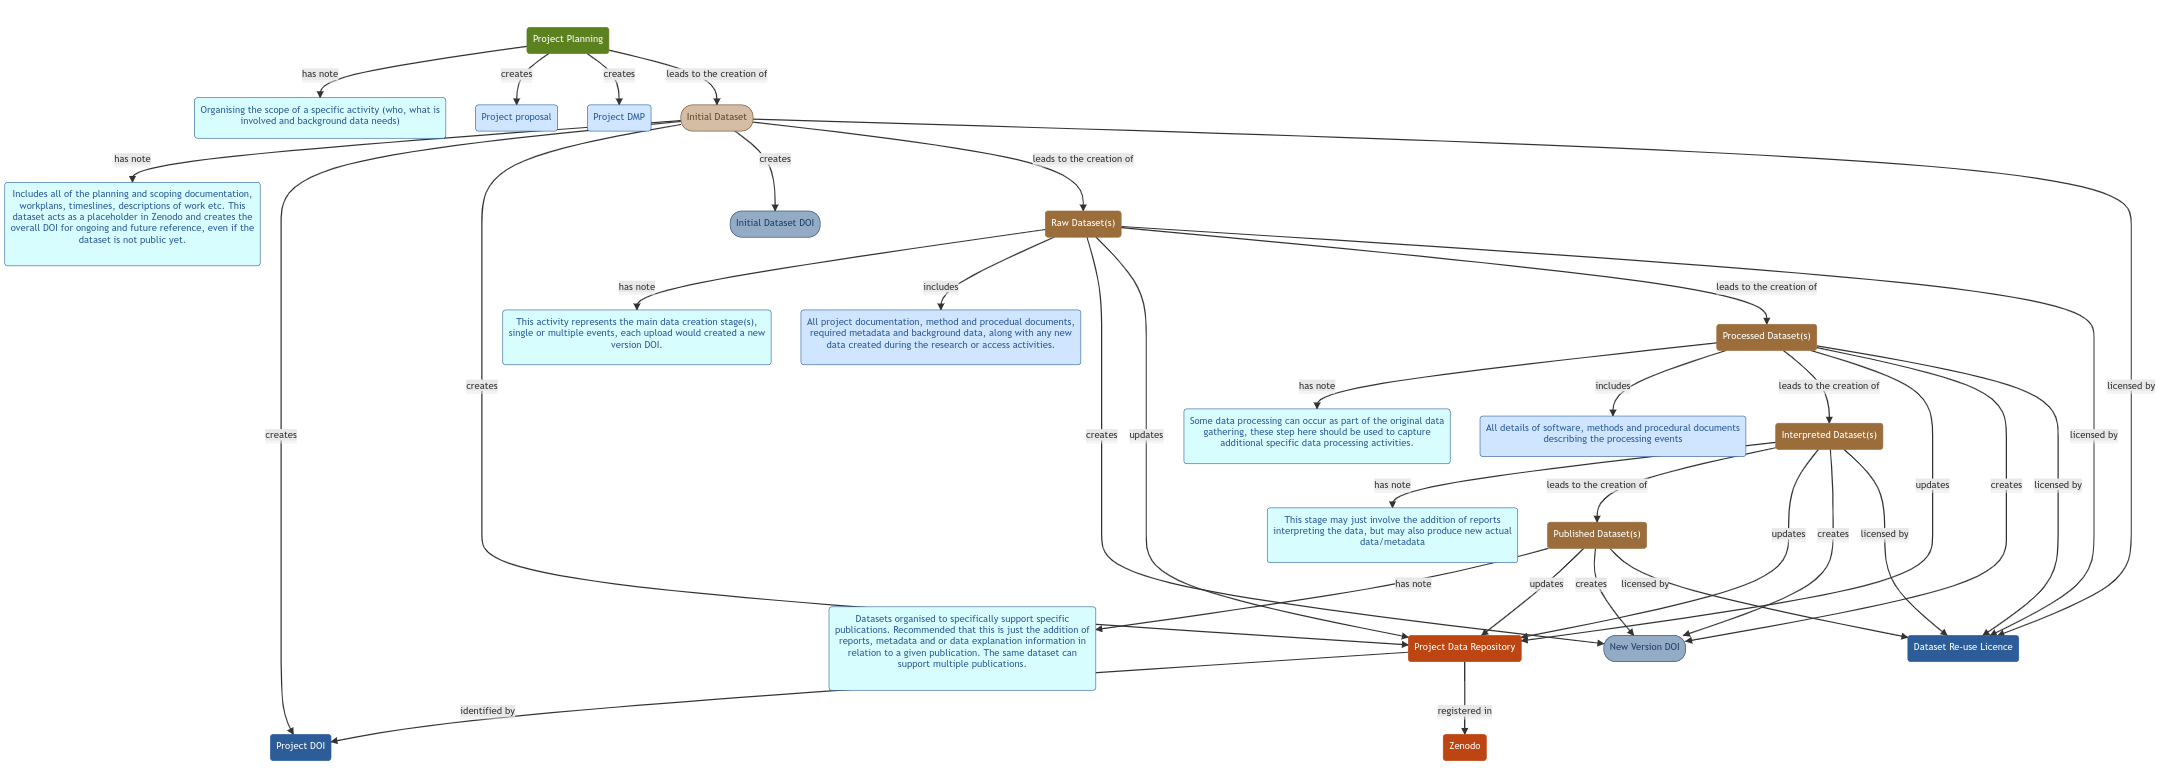 Project Planning
has note
creates
creates
leads to the creation of
Organising the scope of a specific activity (who, what is
involved and background data needs)
Project proposal
Project DMP
Initial Dataset
has note
creates
leads to the creation of
Includes all of the planning and scoping documentation,
workplans, timeslines, descriptions of work etc. This
dataset acts as a placeholder in Zenodo and creates the
overall DOI for ongoing and future reference, even if the
dataset is not public yet.
Initial Dataset DOI
Raw Dataset(s)
has note
includes
leads to the creation of
This activity represents the main data creation stage(s),
single or multiple events, each upload would created a new
version DOI.
All project documentation, method and procedual documents,
required metadata and background data, along with any new
data created during the research or access activities.
Processed Dataset(s)
creates
has note
includes
leads to the creation of
licensed by
Some data processing can occur as part of the original data
gathering, these step here should be used to capture
additional specific data processing activities.
All details of software, methods and procedural documents
describing the processing events
creates
creates
updates
Interpreted Dataset(s)
licensed by
has note
leads to the creation of
updates
creates
licensed by
This stage may just involve the addition of reports
interpreting the data, but may also produce new actual
data/metadata
Published Dataset(s)
updates
creates
licensed by
has note
updates
creates
licensed by
Datasets organised to specifically support specific
publications. Recommended that this is just the addition of
reports, metadata and or data explanation information in
relation to a given publication. The same dataset can
support multiple publications.
Project Data Repository
New Version DOI
Dataset Re-use Licence
identified by
registered in
Project DOI
Zenodo